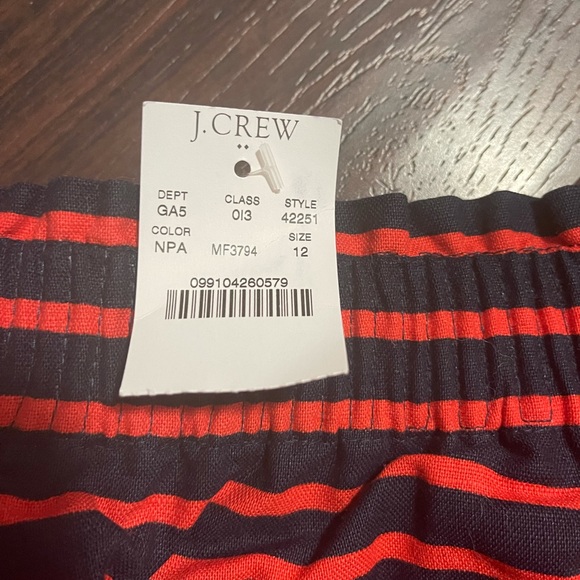 J.CREW
DEPT CLASS STYLE
GA5 013 42251
COLOR SIZE
NPA MF3794 12
099104260579